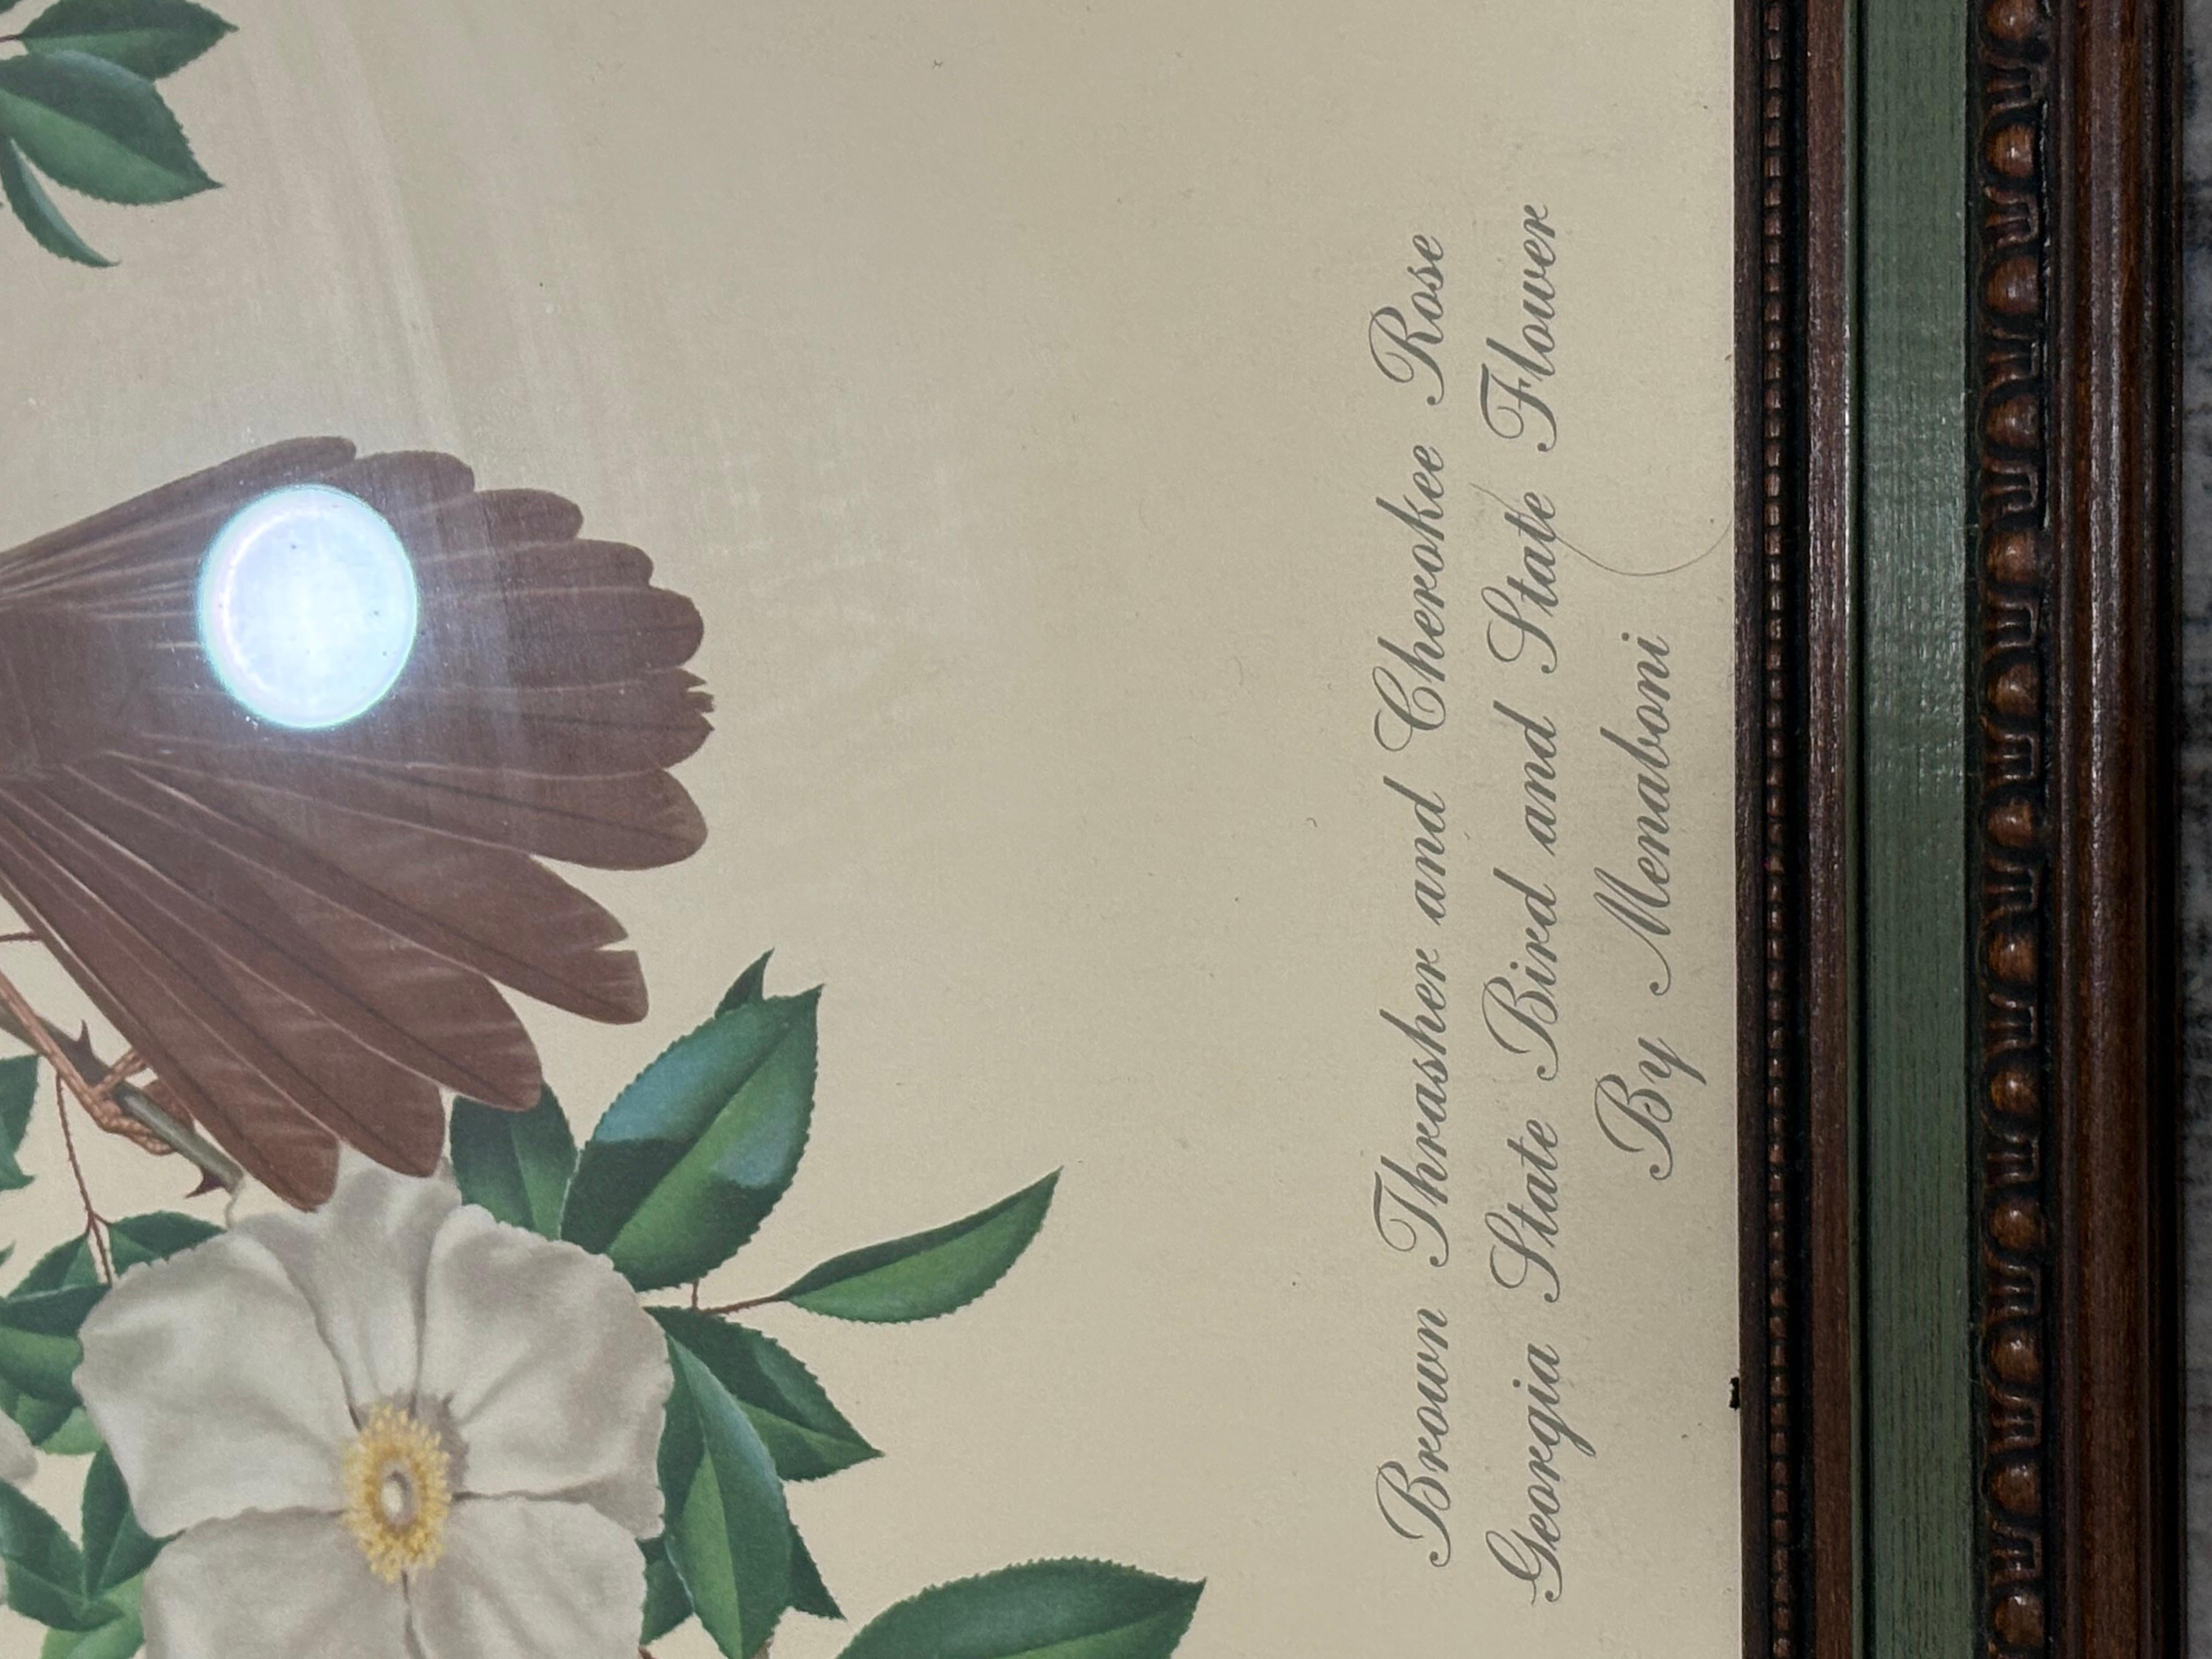 Brown Thrasher and Cherokee Rose
Georgia State Bird and State Flower
By Menaboni